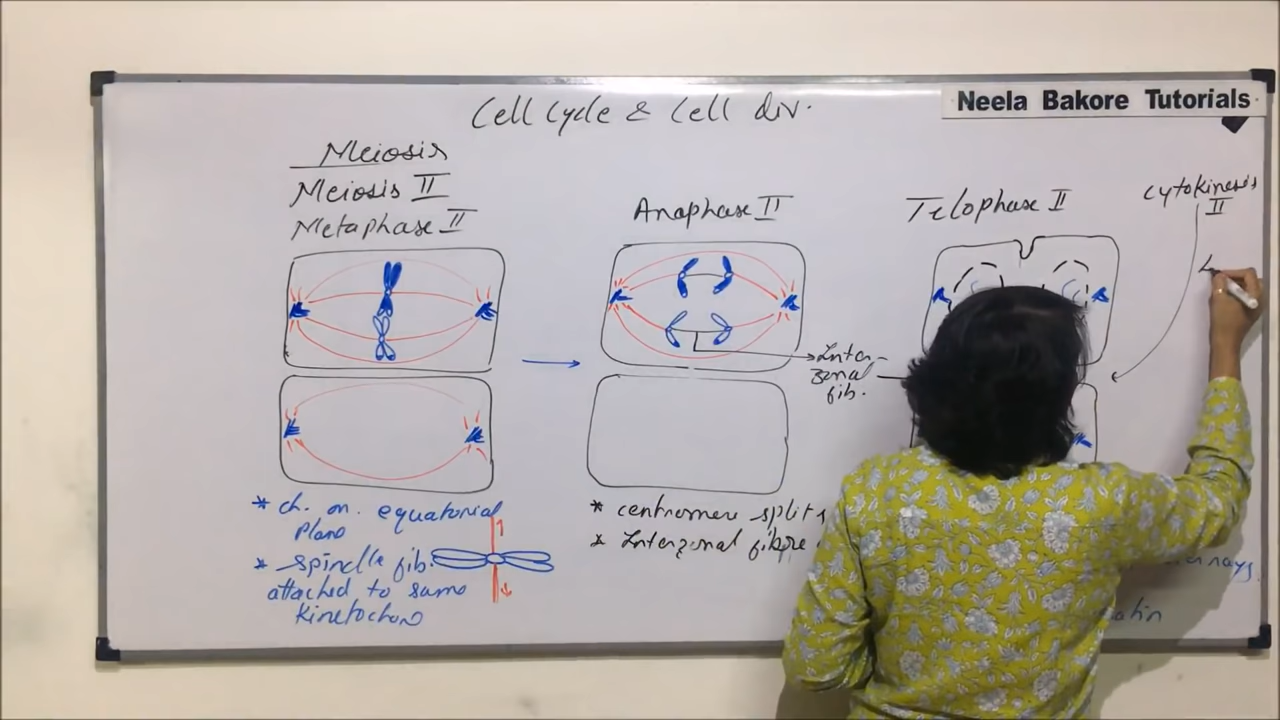 Cell Cycle & Cell div.
Neela Bakore Tutorials
Meiosis
Meiosis II
Metaphase II
Anaphase II
Telophase II
Cytokinesis
II
Inter-
zonal
fib.
* ch. on equatorial
plane
* spindle fib.
attached to same
kinetochore
* centromere splits
* Interzonal fibre